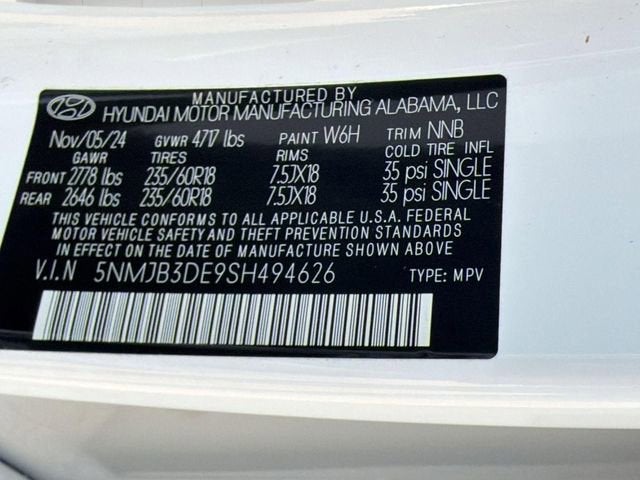 MANUFACTURED BY
HYUNDAI MOTOR MANUFACTURING ALABAMA, LLC
Nov/05/24 GVWR 4717 lbs PAINT W6H TRIM NNB
GAWR TIRES RIMS COLD TIRE INFL
FRONT 2778 lbs 235/60R18 7.5JX18 35 psi SINGLE
REAR 2646 lbs 235/60R18 7.5JX18 35 psi SINGLE
THIS VEHICLE CONFORMS TO ALL APPLICABLE U.S.A. FEDERAL
MOTOR VEHICLE SAFETY AND THEFT PREVENTION STANDARDS
IN EFFECT ON THE DATE OF MANUFACTURE SHOWN ABOVE.
V.I.N 5NMJB3DE9SH494626 TYPE: MPV